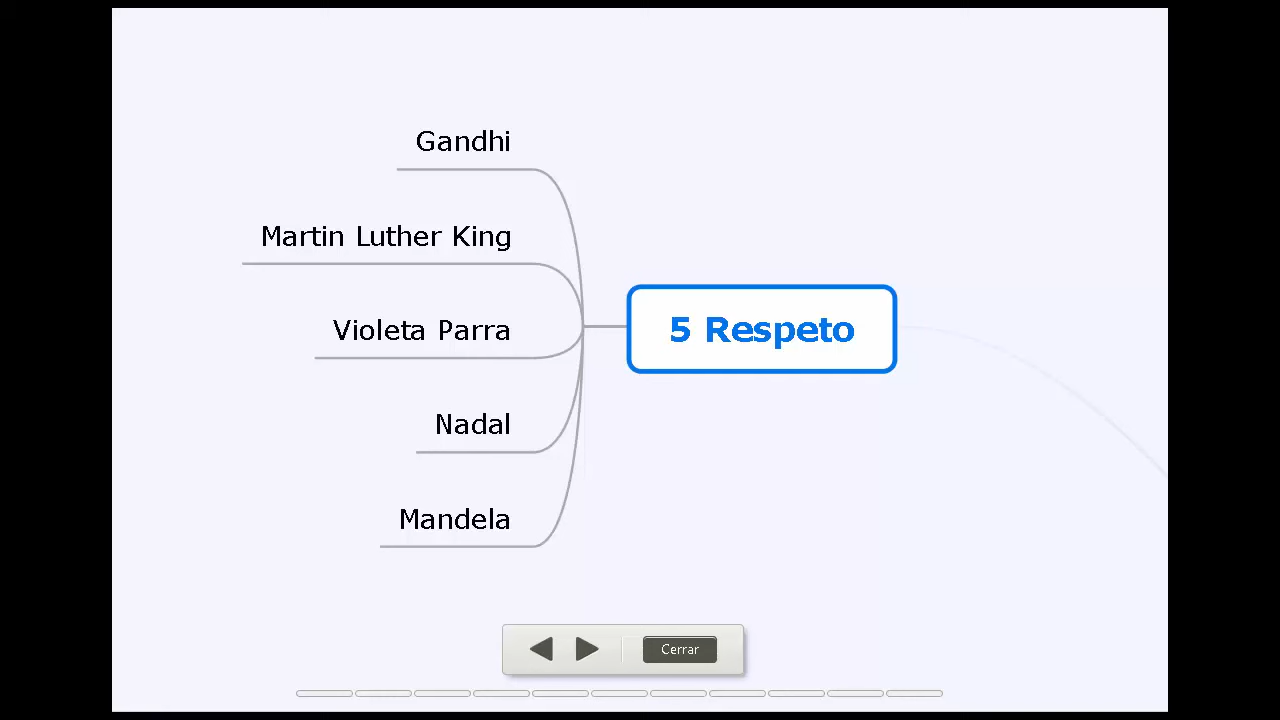 Gandhi
Martin Luther King
Violeta Parra
5 Respeto
Nadal
Mandela
Cerrar